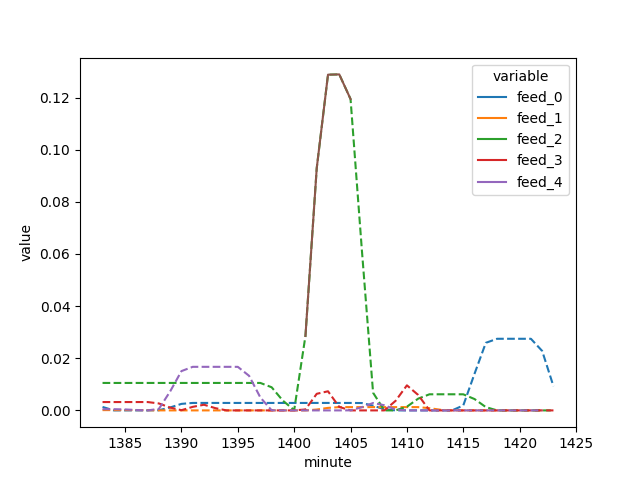 variable
feed_0
feed_1
feed_2
feed_3
feed_4
value
0.12
0.10
0.08
0.06
0.04
0.02
0.00
1385 1390 1395 1400 1405 1410 1415 1420 1425
minute